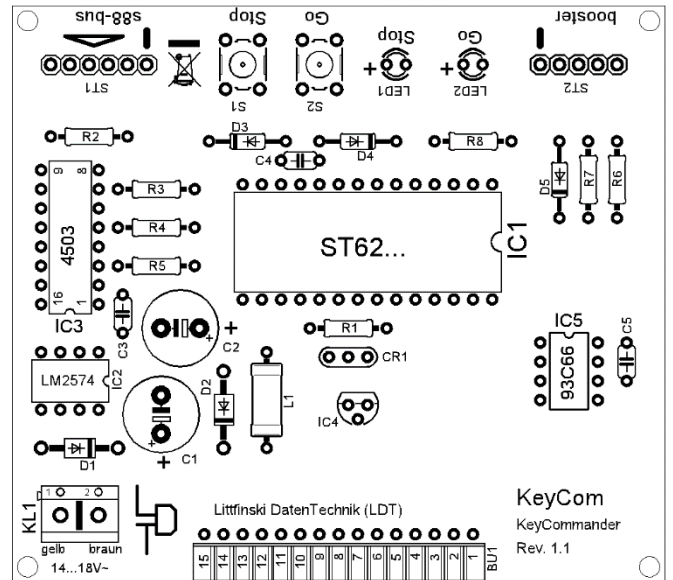 s88-bus
Stop
Go
Stop
Go
booster
ST1
S1
S2
LED1
LED2
ST2
+
+
R2
D3
C4
D4
R8
D5
R7
R6
9
8
4503
16
1
IC3
R3
R4
R5
C3
ST62...
IC1
+
+
C2
R1
CR1
IC4
IC5
93C66
C5
LM2574
IC2
D2
L1
+
+
C1
D1
KL1
1
2
gelb
braun
14...18V~
Littfinski DatenTechnik (LDT)
15
14
13
12
11
10
9
8
7
6
5
4
3
2
1
BU1
KeyCom
KeyCommander
Rev. 1.1